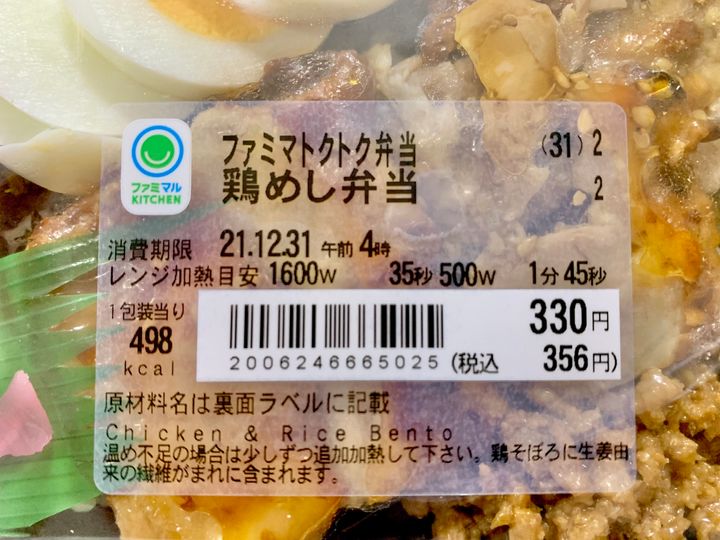 ファミマル
KITCHEN
ファミマトクトク弁当 (31) 2
鶏めし弁当 2
消費期限 21.12.31 午前 4時
レンジ加熱目安 1600W 35秒 500W 1分 45秒
1包装当り
498
kcal
330円
2006246665025 (税込 356円)
原材料名は裏面ラベルに記載
Chicken & Rice Bento
温め不足の場合は少しずつ追加加熱して下さい。鶏そぼろに生姜由
来の繊維がまれに含まれます。